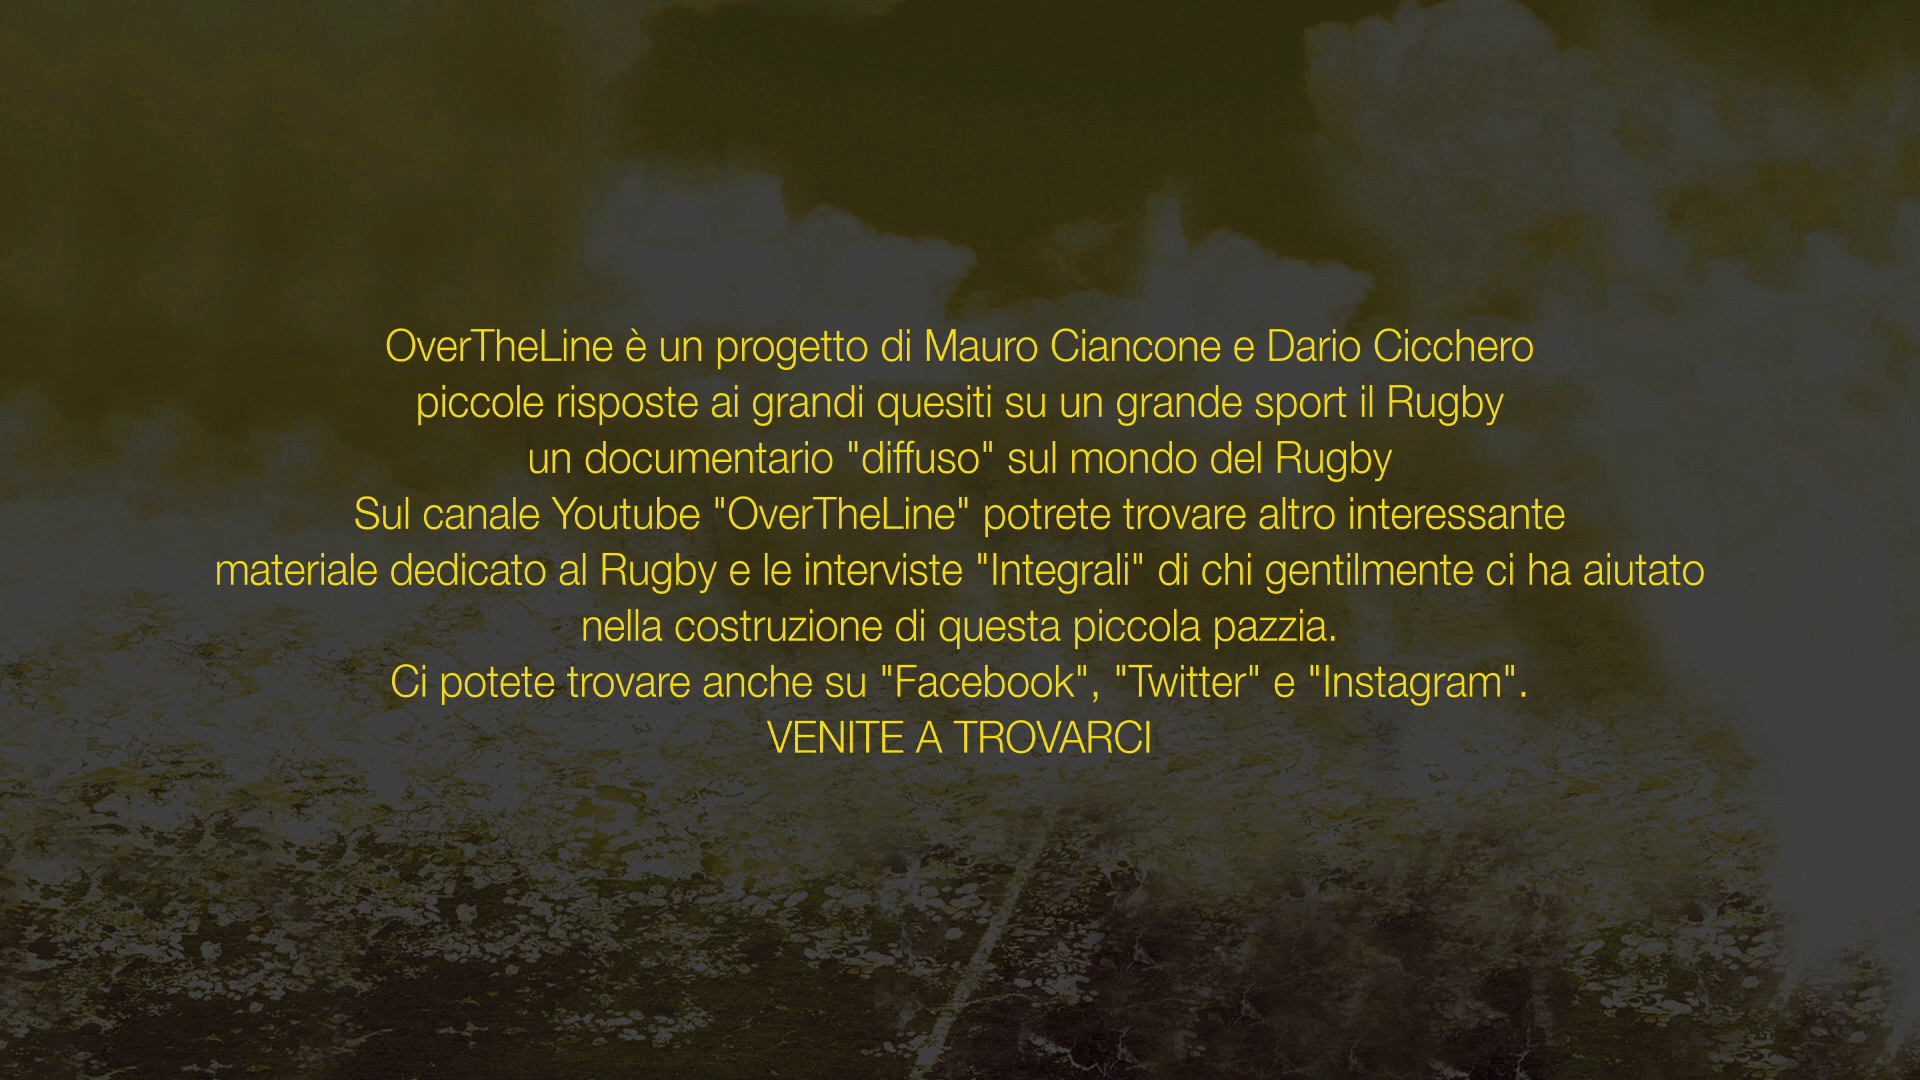 OverTheLine è un progetto di Mauro Ciancone e Dario Cicchero
piccole risposte ai grandi quesiti su un grande sport il Rugby
un documentario "diffuso" sul mondo del Rugby
Sul canale Youtube "OverTheLine" potrete trovare altro interessante
materiale dedicato al Rugby e le interviste "Integrali" di chi gentilmente ci ha aiutato
nella costruzione di questa piccola pazzia.
Ci potete trovare anche su "Facebook", "Twitter" e "Instagram".
VENITE A TROVARCI